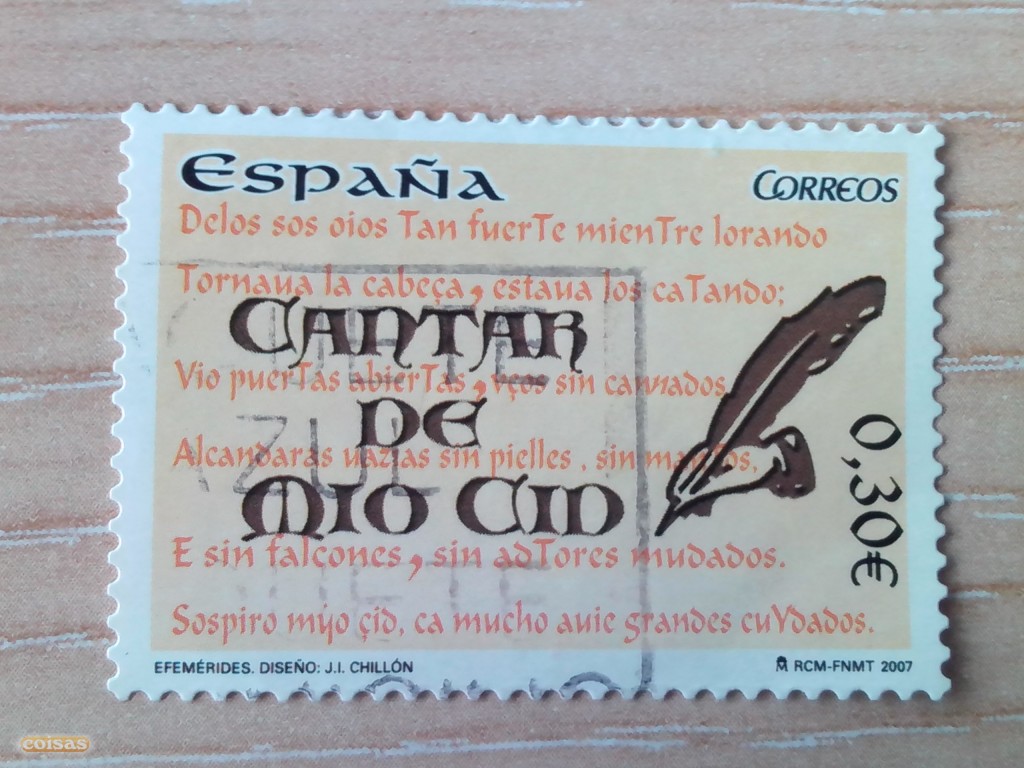 España
CORREOS
Delos sos oios Tan fuerTe mienTre lorando
Tornaua la cabeça, estaua los caTando;
CANTAR
Vio puerTas abierTas, vços sin cannados,
DE
Alcandaras uazias sin pielles, sin mantos,
MIO CID
E sin falcones, sin adTores mudados.
Sospiro myo çid, ca mucho auie grandes cuYdados.
0,30€
EFEMÉRIDES. DISEÑO: J.I. CHILLÓN
RCM-FNMT 2007
coisas